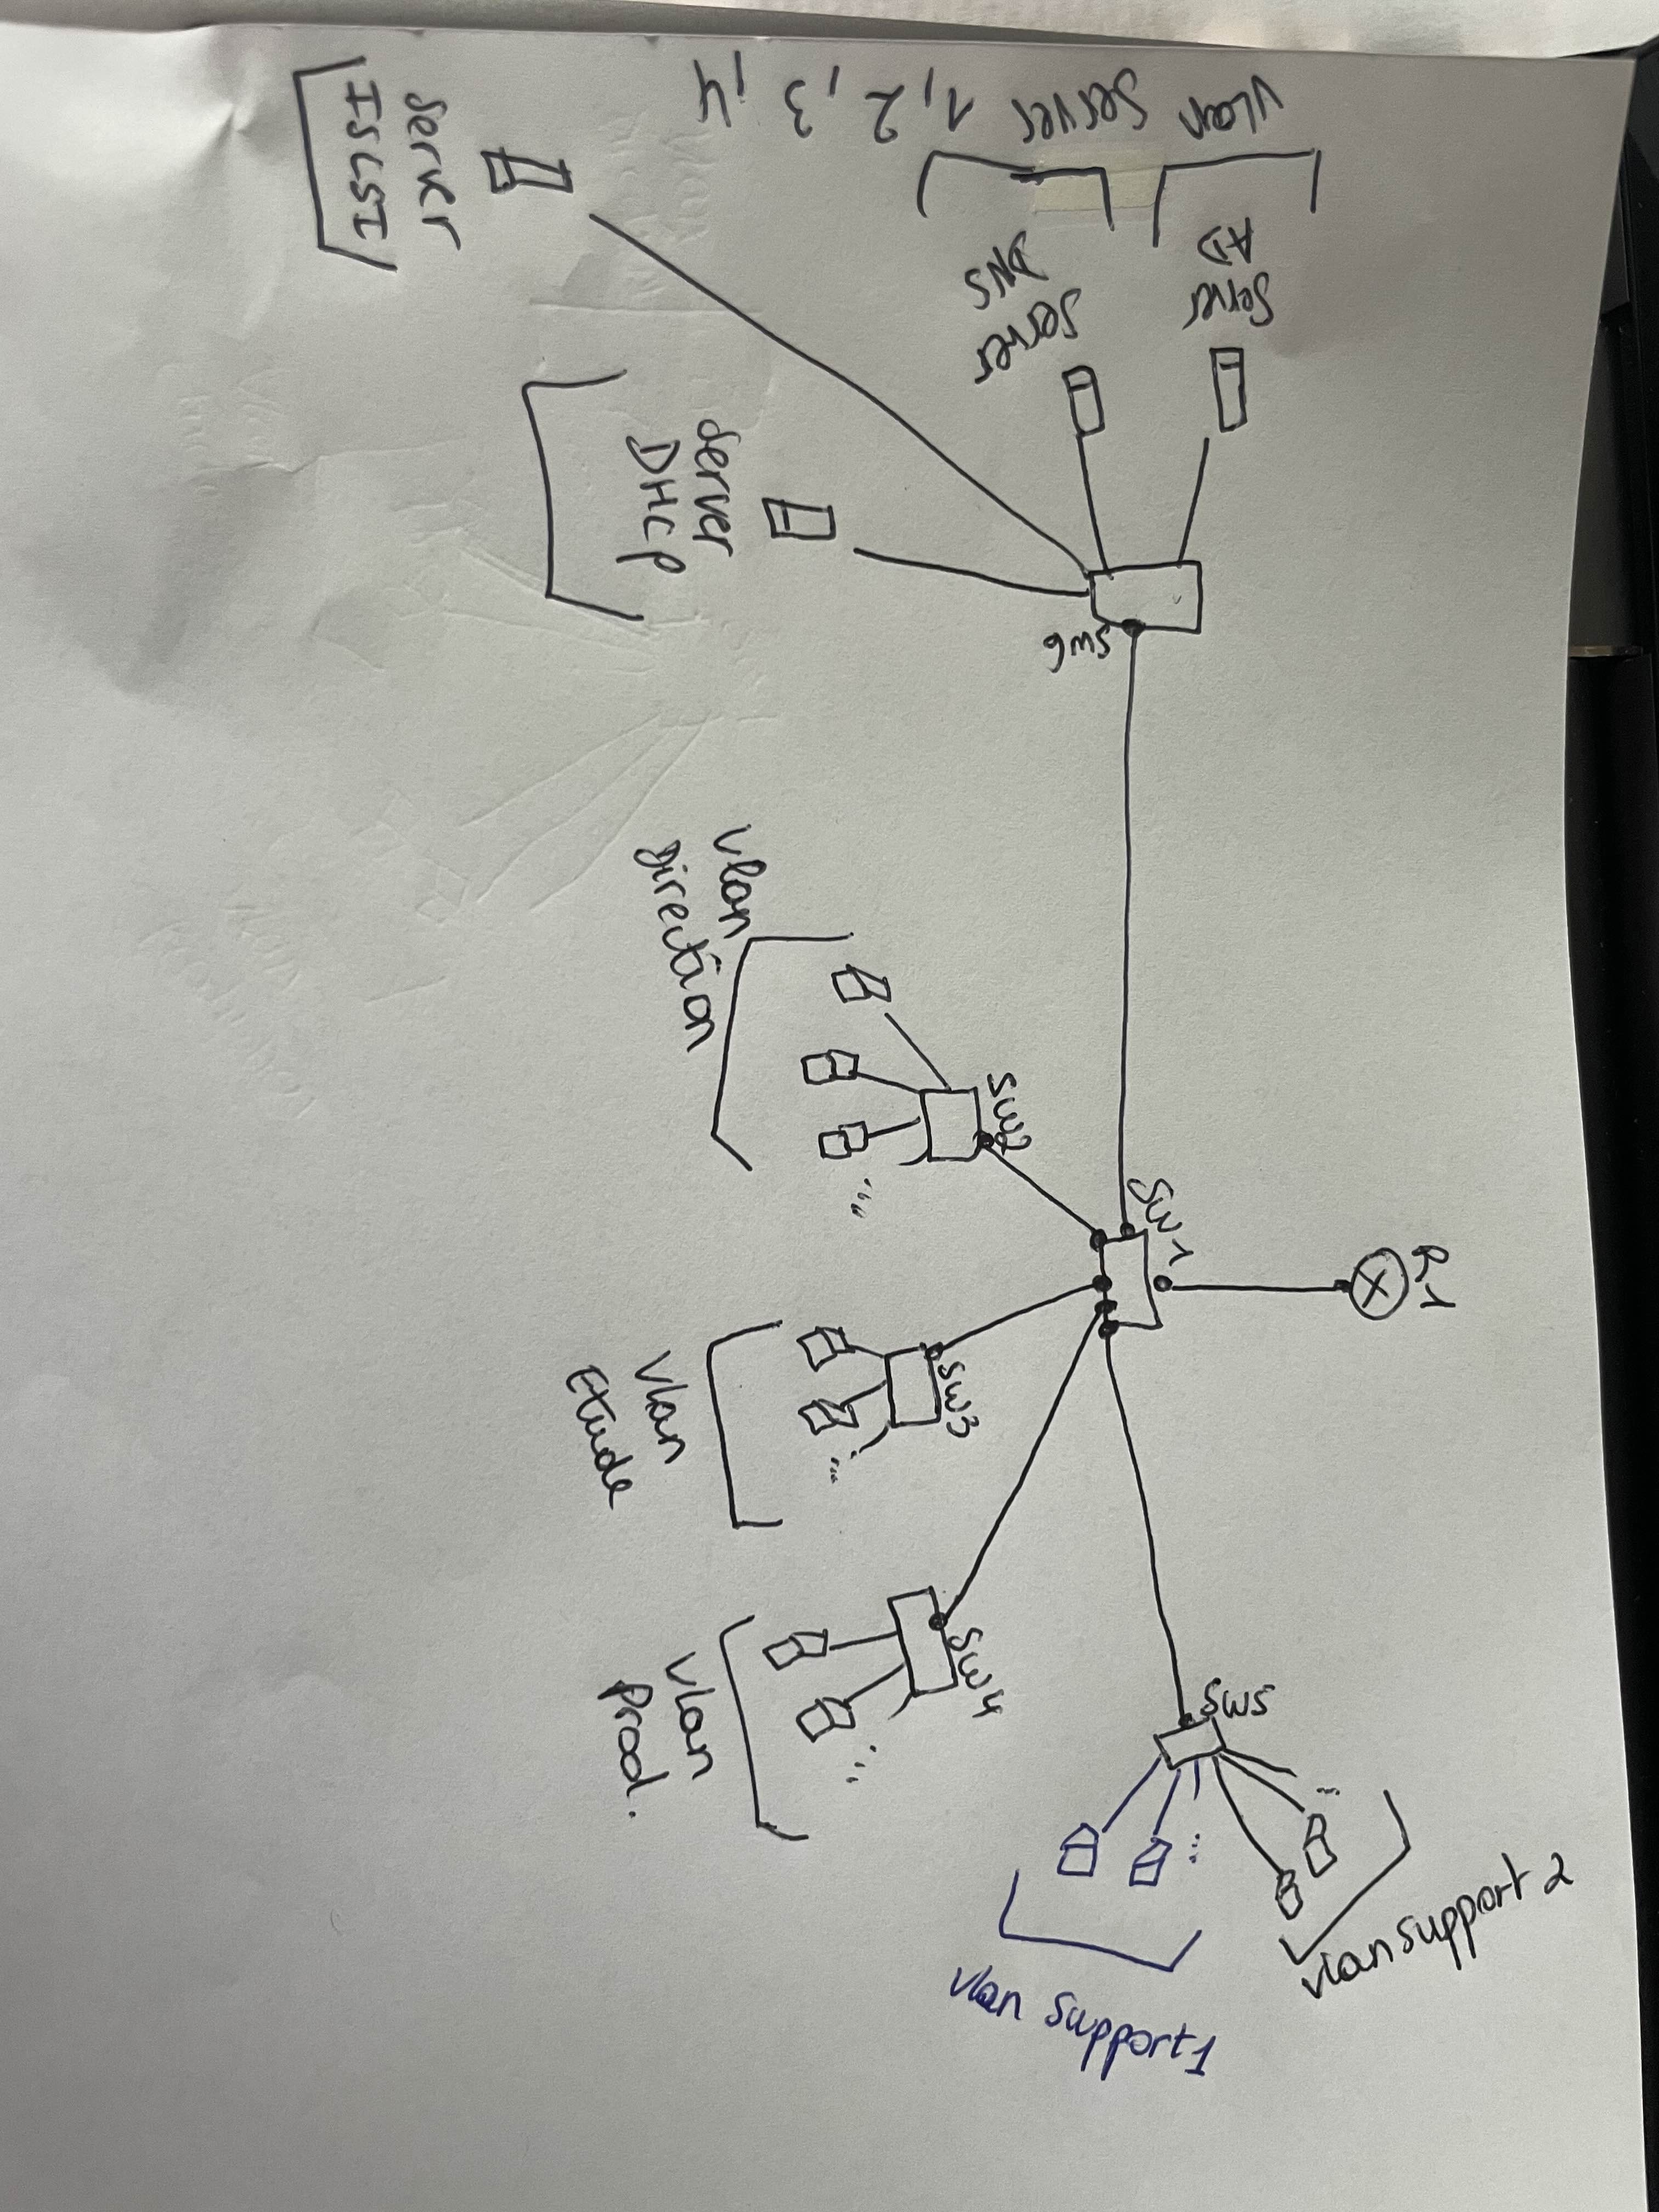 Vlan Server 1, 2, 3, 4
Server
AD
Server
DNS
Server
ISCSI
Server
DHCP
SW6
Vlan
Direction
SW2
SW1
R1
Vlan
Etude
SW3
Vlan
Prod.
SW4
SW5
Vlan Support1
Vlan support 2